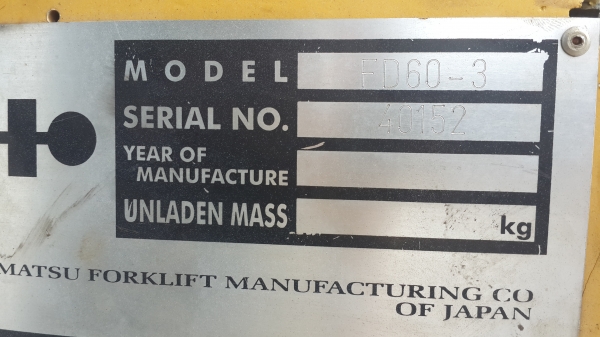 MODEL FD60-3
SERIAL NO. 40152
YEAR OF
MANUFACTURE
UNLADEN MASS kg
MATSU FORKLIFT MANUFACTURING CO
OF JAPAN